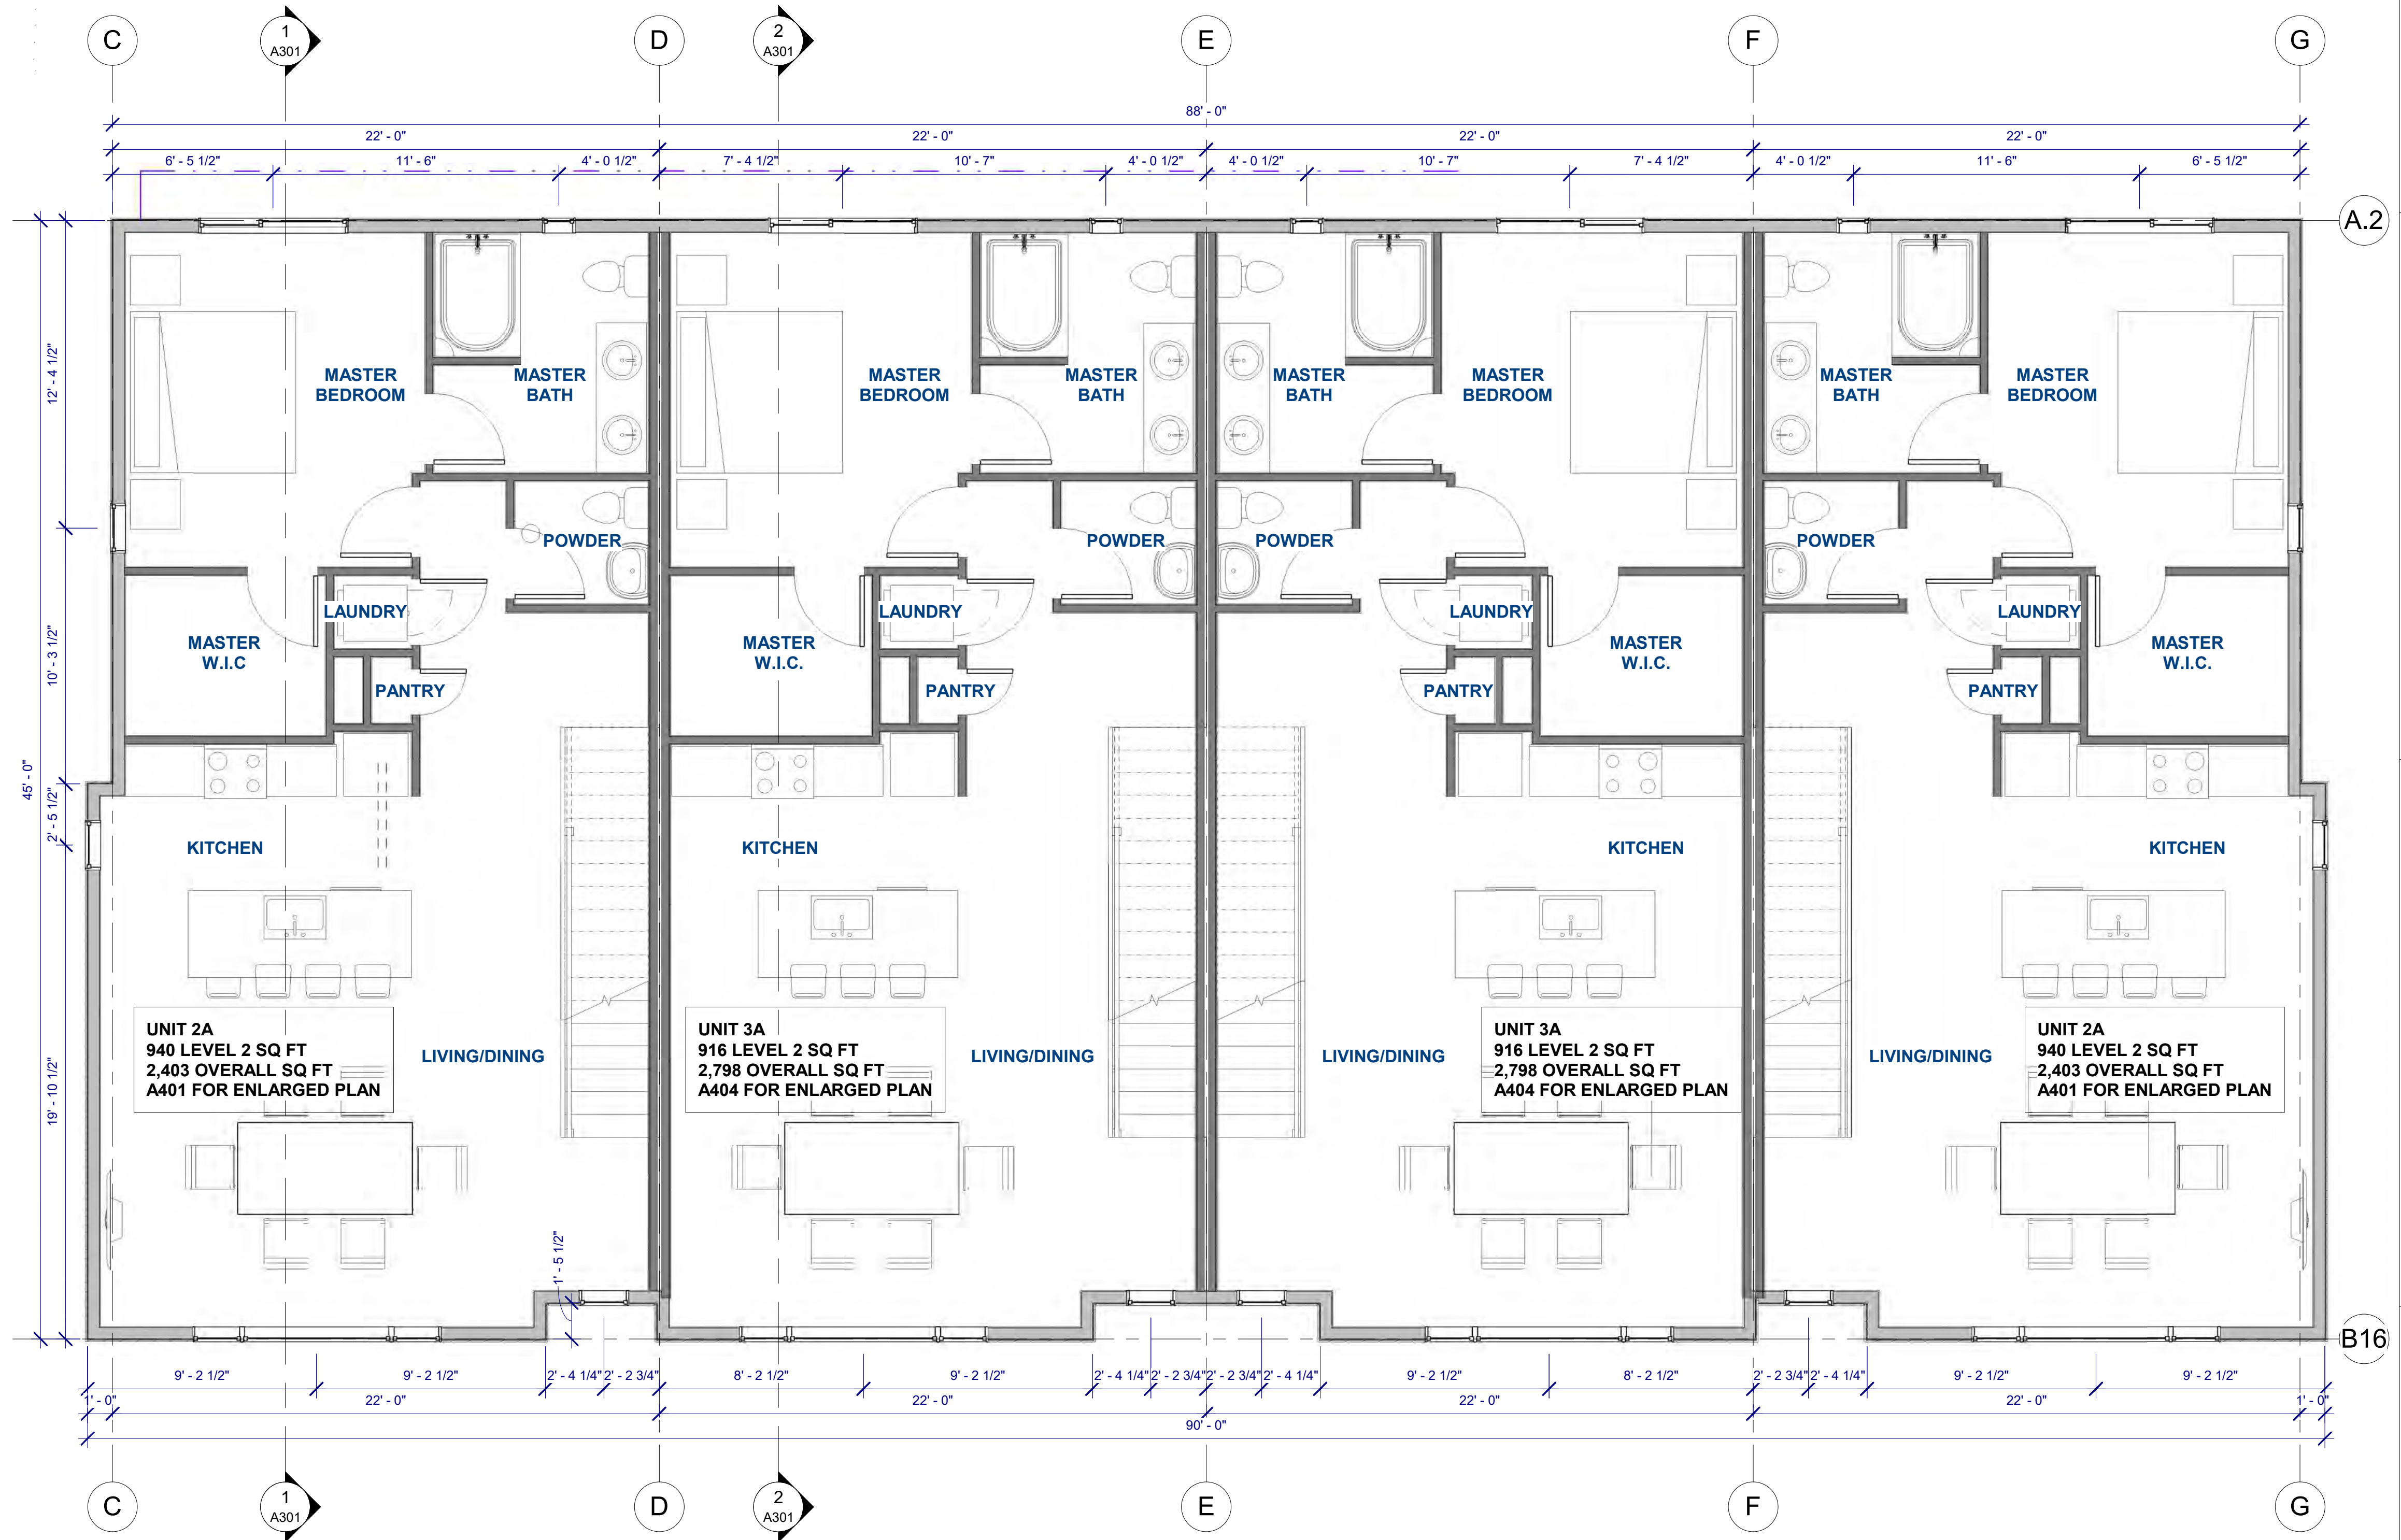 C
1
A301
D
2
A301
E
F
G
88' - 0"
22' - 0"
22' - 0"
22' - 0"
22' - 0"
6' - 5 1/2"
11' - 6"
4' - 0 1/2"
7' - 4 1/2"
10' - 7"
4' - 0 1/2"
4' - 0 1/2"
10' - 7"
7' - 4 1/2"
4' - 0 1/2"
11' - 6"
6' - 5 1/2"
A.2
45' - 0"
12' - 4 1/2"
10' - 3 1/2"
2' - 5 1/2"
19' - 10 1/2"
MASTER
BEDROOM
MASTER
BATH
MASTER
BEDROOM
MASTER
BATH
MASTER
BATH
MASTER
BEDROOM
MASTER
BATH
MASTER
BEDROOM
POWDER
POWDER
POWDER
POWDER
LAUNDRY
LAUNDRY
LAUNDRY
LAUNDRY
MASTER
W.I.C
MASTER
W.I.C.
MASTER
W.I.C.
MASTER
W.I.C.
PANTRY
PANTRY
PANTRY
PANTRY
KITCHEN
KITCHEN
KITCHEN
KITCHEN
UNIT 2A
940 LEVEL 2 SQ FT
2,403 OVERALL SQ FT
A401 FOR ENLARGED PLAN
LIVING/DINING
UNIT 3A
916 LEVEL 2 SQ FT
2,798 OVERALL SQ FT
A404 FOR ENLARGED PLAN
LIVING/DINING
LIVING/DINING
UNIT 3A
916 LEVEL 2 SQ FT
2,798 OVERALL SQ FT
A404 FOR ENLARGED PLAN
LIVING/DINING
UNIT 2A
940 LEVEL 2 SQ FT
2,403 OVERALL SQ FT
A401 FOR ENLARGED PLAN
1' - 5 1/2"
B16
9' - 2 1/2"
9' - 2 1/2"
2' - 4 1/4"
2' - 2 3/4"
8' - 2 1/2"
9' - 2 1/2"
2' - 4 1/4"
2' - 2 3/4"
2' - 2 3/4"
2' - 4 1/4"
9' - 2 1/2"
8' - 2 1/2"
2' - 2 3/4"
2' - 4 1/4"
9' - 2 1/2"
9' - 2 1/2"
1' - 0"
22' - 0"
22' - 0"
22' - 0"
22' - 0"
1' - 0"
90' - 0"
C
1
A301
D
2
A301
E
F
G